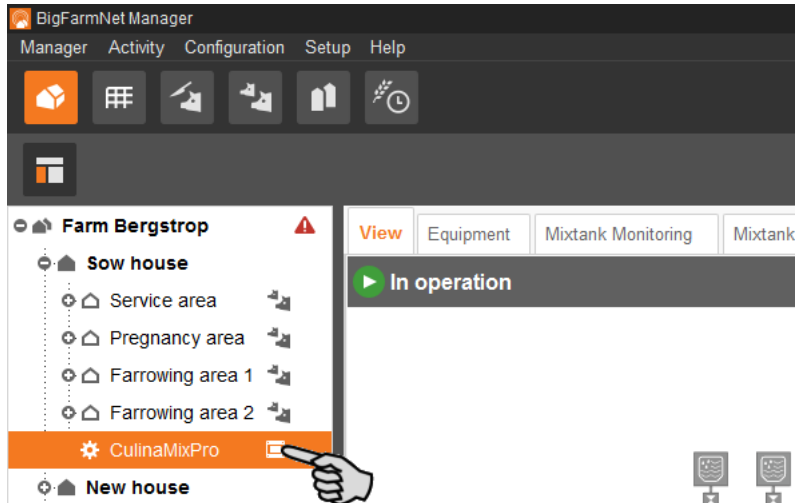 BigFarmNet Manager
Manager Activity Configuration Setup Help
Farm Bergstrop
Sow house
Service area
Pregnancy area
Farrowing area 1
Farrowing area 2
CulinaMixPro
New house
View Equipment Mixtank Monitoring Mixtank
In operation